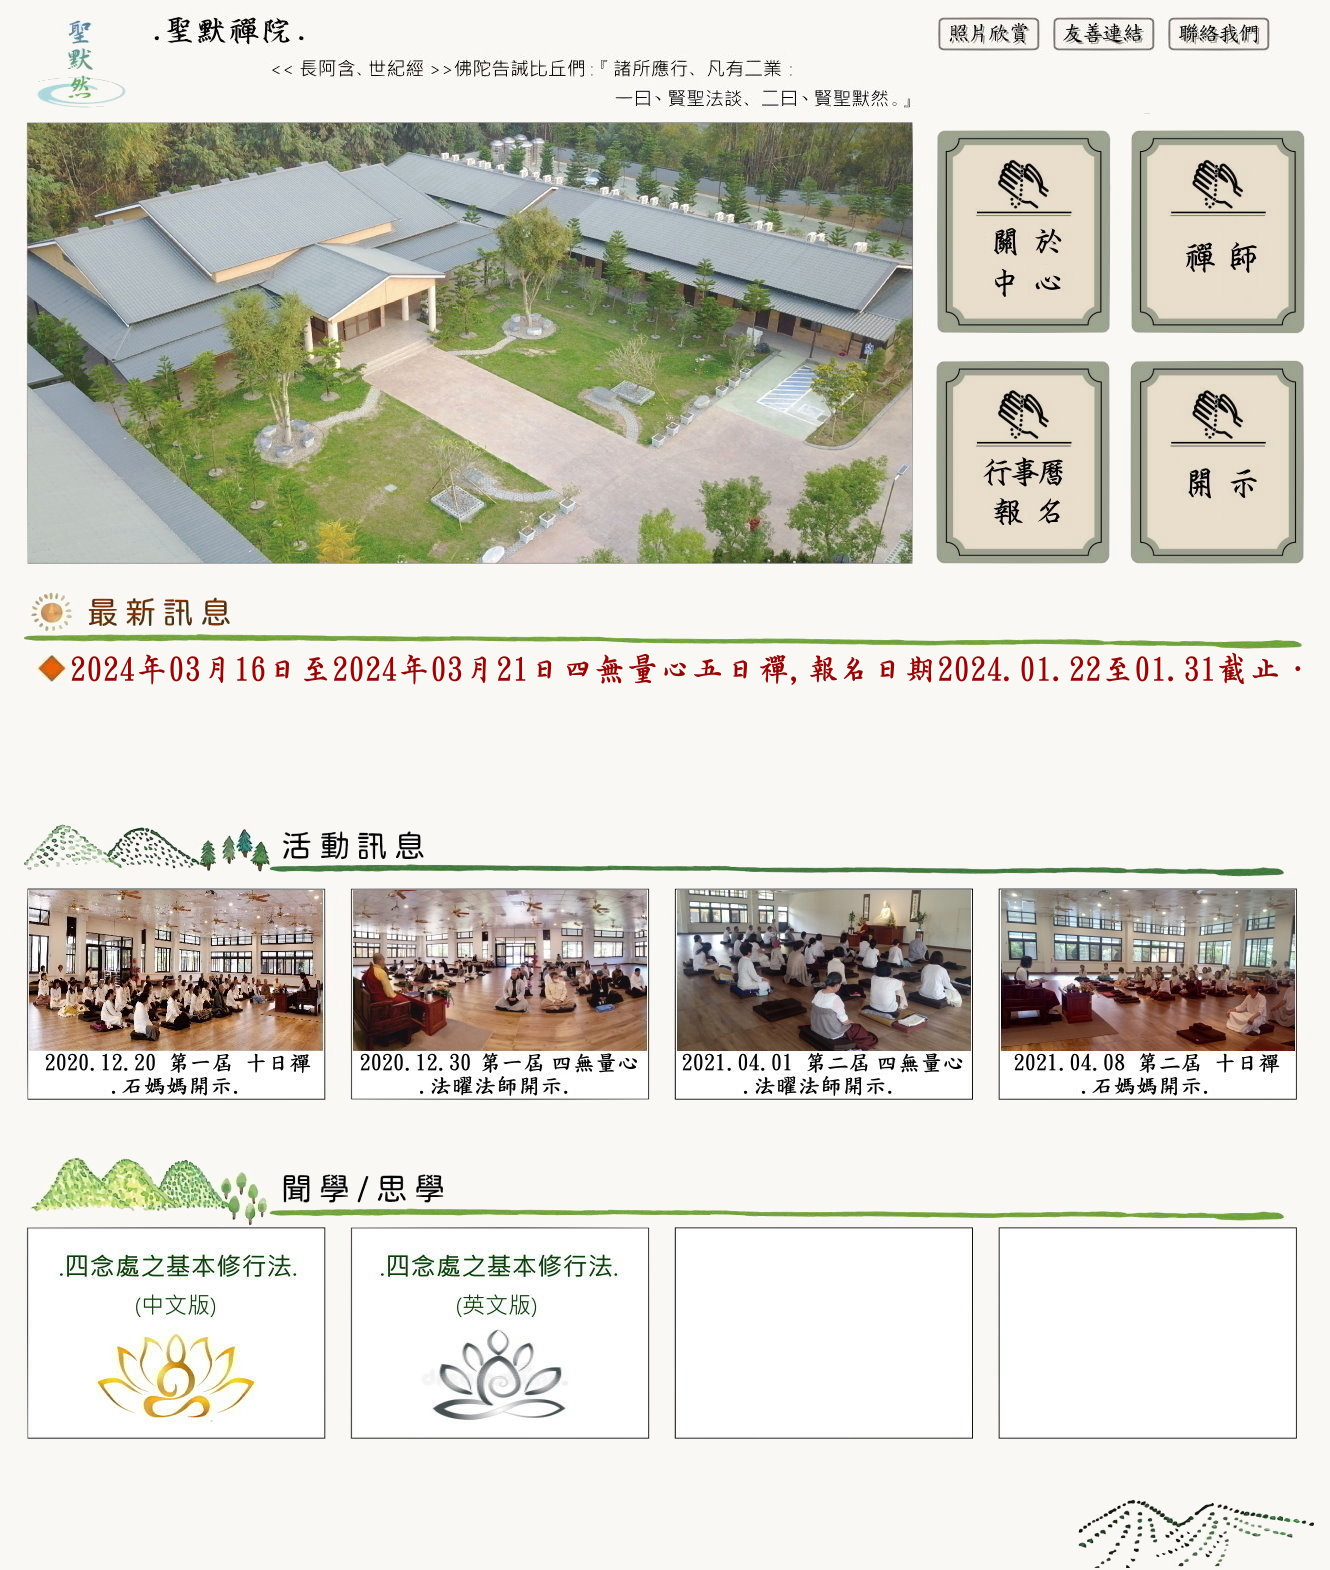 聖
默
然
.聖默禪院.
<< 長阿含、世紀經 >>佛陀告誡比丘們:『 諸所應行、凡有二業 :
一曰、賢聖法談、二曰、賢聖默然。』
照片欣賞 友善連結 聯絡我們
關 於
中 心
禪 師
行事曆
報 名
開 示
最新訊息
2024年03月16日至2024年03月21日四無量心五日禪,報名日期2024.01.22至01.31截止·
活動訊息
2020.12.20 第一屆 十日禪
.石媽媽開示.
2020.12.30 第一屆 四無量心
.法曜法師開示.
2021.04.01 第二屆 四無量心
.法曜法師開示.
2021.04.08 第二屆 十日禪
.石媽媽開示.
聞學/思學
.四念處之基本修行法.
(中文版)
.四念處之基本修行法.
(英文版)